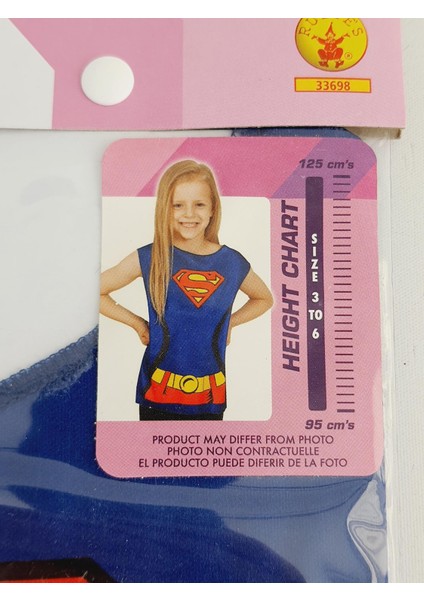 RUBIE'S
33698
125 cm's
HEIGHT CHART
SIZE 3 TO 6
95 cm's
PRODUCT MAY DIFFER FROM PHOTO
PHOTO NON CONTRACTUELLE
EL PRODUCTO PUEDE DIFERIR DE LA FOTO